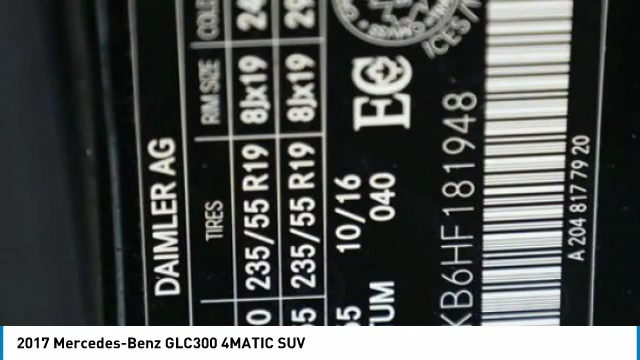 DAIMLER AG
TIRES RIM SIZE
235/55 R19 8Jx19
235/55 R19 8Jx19
10/16
040
KB6HF181948
A 204 817 79 20
2017 Mercedes-Benz GLC300 4MATIC SUV